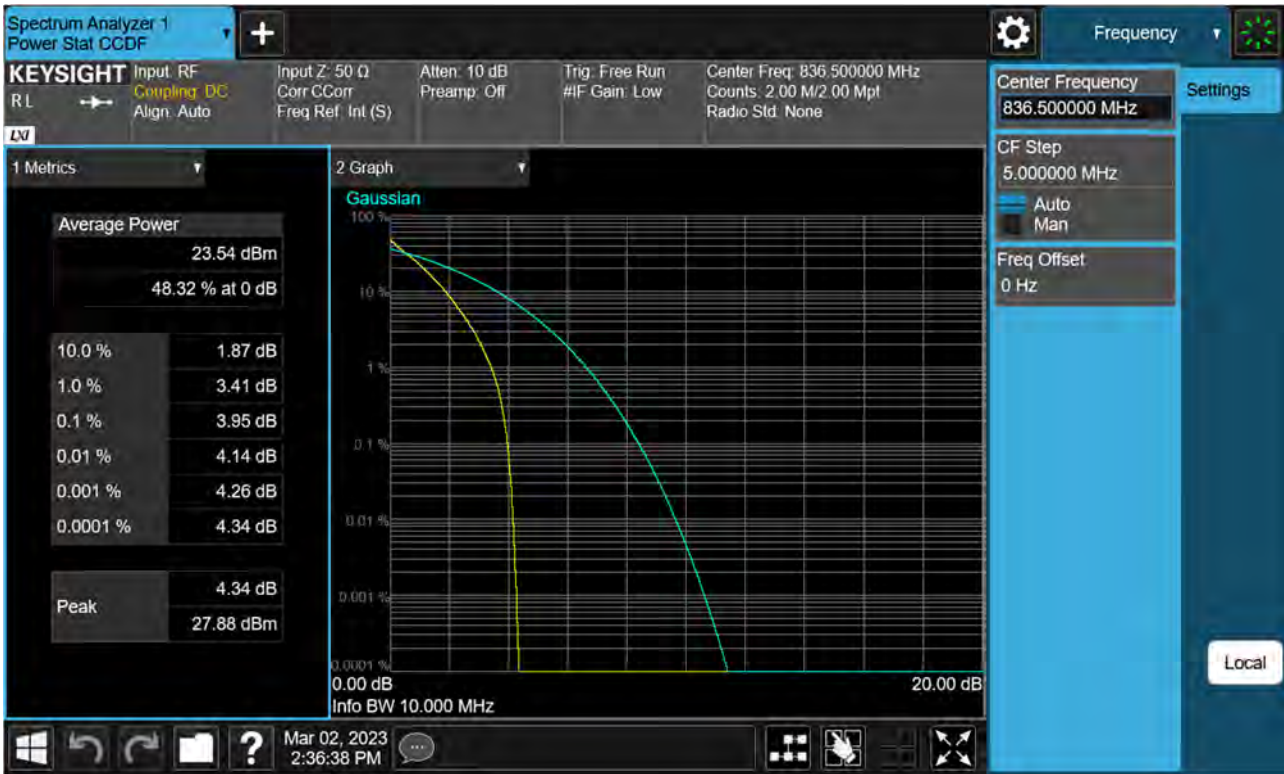 Spectrum Analyzer 1
Power Stat CCDF
Frequency
KEYSIGHT
R L
LXI
Input: RF
Coupling: DC
Align: Auto
Input Z: 50 Ω
Corr CCorr
Freq Ref: Int (S)
Atten: 10 dB
Preamp: Off
Trig: Free Run
#IF Gain: Low
Center Freq: 836.500000 MHz
Counts: 2.00 M/2.00 Mpt
Radio Std: None
Center Frequency
836.500000 MHz
Settings
CF Step
5.000000 MHz
Auto
Man
Freq Offset
0 Hz
1 Metrics
Average Power
23.54 dBm
48.32 % at 0 dB
10.0 % 1.87 dB
1.0 % 3.41 dB
0.1 % 3.95 dB
0.01 % 4.14 dB
0.001 % 4.26 dB
0.0001 % 4.34 dB
Peak
4.34 dB
27.88 dBm
2 Graph
Gaussian
100 %
10 %
1 %
0.1 %
0.01 %
0.001 %
0.0001 %
0.00 dB 20.00 dB
Info BW 10.000 MHz
Local
?
Mar 02, 2023
2:36:38 PM